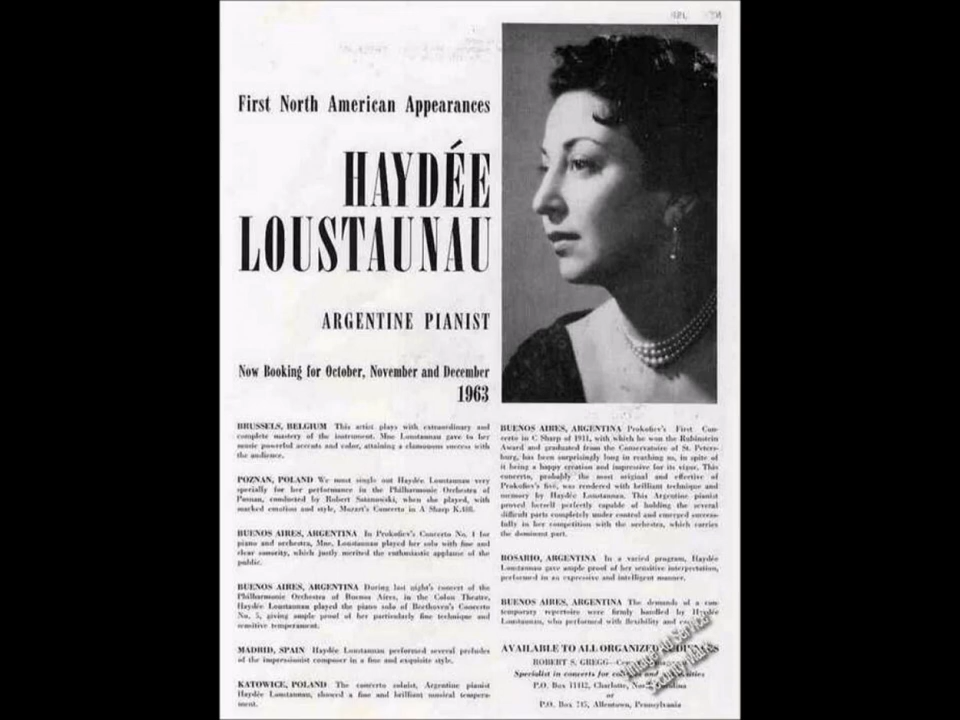 First North American Appearances
HAYDÉE
LOUSTAUNAU
ARGENTINE PIANIST
Now Booking for October, November and December
1963
BRUSSELS, BELGIUM This artist plays with extraordinary and
complete mastery of the instrument. Mme Loustaunau gave to her
music powerful accents and color, attaining a clamorous success with
the audience.
POZNAN, POLAND We must single out Haydée Loustaunau very
specially for her performance in the Philharmonic Orchestra of
Poznan, conducted by Robert Satanowski, when she played, with
marked emotion and style, Mozart's Concerto in A Sharp K.488.
BUENOS AIRES, ARGENTINA In Prokofiev's Concerto No. 1 for
piano and orchestra, Mme. Loustaunau played her solo with fine and
clear sonority, which justly merited the enthusiastic applause of the
public.
BUENOS AIRES, ARGENTINA During last night's concert of the
Philharmonic Orchestra of Buenos Aires, in the Colon Theatre,
Haydée Loustaunau played the piano solo of Beethoven's Concerto
No. 5, giving ample proof of her particularly fine technique and
sensitive temperament.
MADRID, SPAIN Haydée Loustaunau performed several preludes
of the impressionist composer in a fine and exquisite style.
KATOWICE, POLAND The concerto soloist, Argentine pianist
Haydée Loustaunau, showed a fine and brilliant musical tempera-
ment.
BUENOS AIRES, ARGENTINA Prokofiev's First Con-
certo in C Sharp of 1911, with which he won the Rubinstein
Award and graduated from the Conservatoire of St. Peters-
burg, has been surprisingly long in reaching us, in spite of
it being a happy creation and impressive for its vigor. This
concerto, probably the most original and effective of
Prokofiev's five, was rendered with brilliant technique and
memory by Haydée Loustaunau. This Argentine pianist
proved herself perfectly capable of holding the several
difficult parts completely under control and emerged success-
fully in her competition with the orchestra, which carries
the dominant part.
ROSARIO, ARGENTINA In a varied program, Haydée
Loustaunau gave ample proof of her sensitive interpretation,
performed in an expressive and intelligent manner.
BUENOS AIRES, ARGENTINA The demands of a con-
temporary repertoire were firmly handled by Haydée
Loustaunau, who performed with flexibility and
AVAILABLE TO ALL ORGANIZED
ROBERT S. GREGG
Specialist in concerts for
P.O. Box 11412, Charlotte, North Carolina
or
P.O. Box 745, Allentown, Pennsylvania